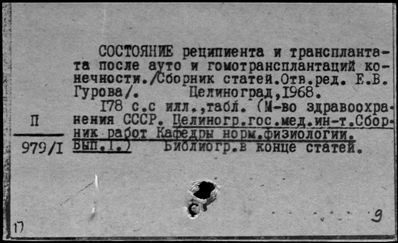 СОСТОЯНИЕ реципиента и транспланта-
та после ауто и гомотрансплантаций ко-
нечности./Сборник статей.Отв.ред. Е.В.
Гурова/. Целиноград,1968.
178 с.с илл.,табл. (М-во здравоохра-
П нения СССР. Целиногр.гос.мед.ин-т.Сбор-
ник работ Кафедры норм.физиологии.
979/I Вып.I.) Библиогр.в конце статей.
9
17